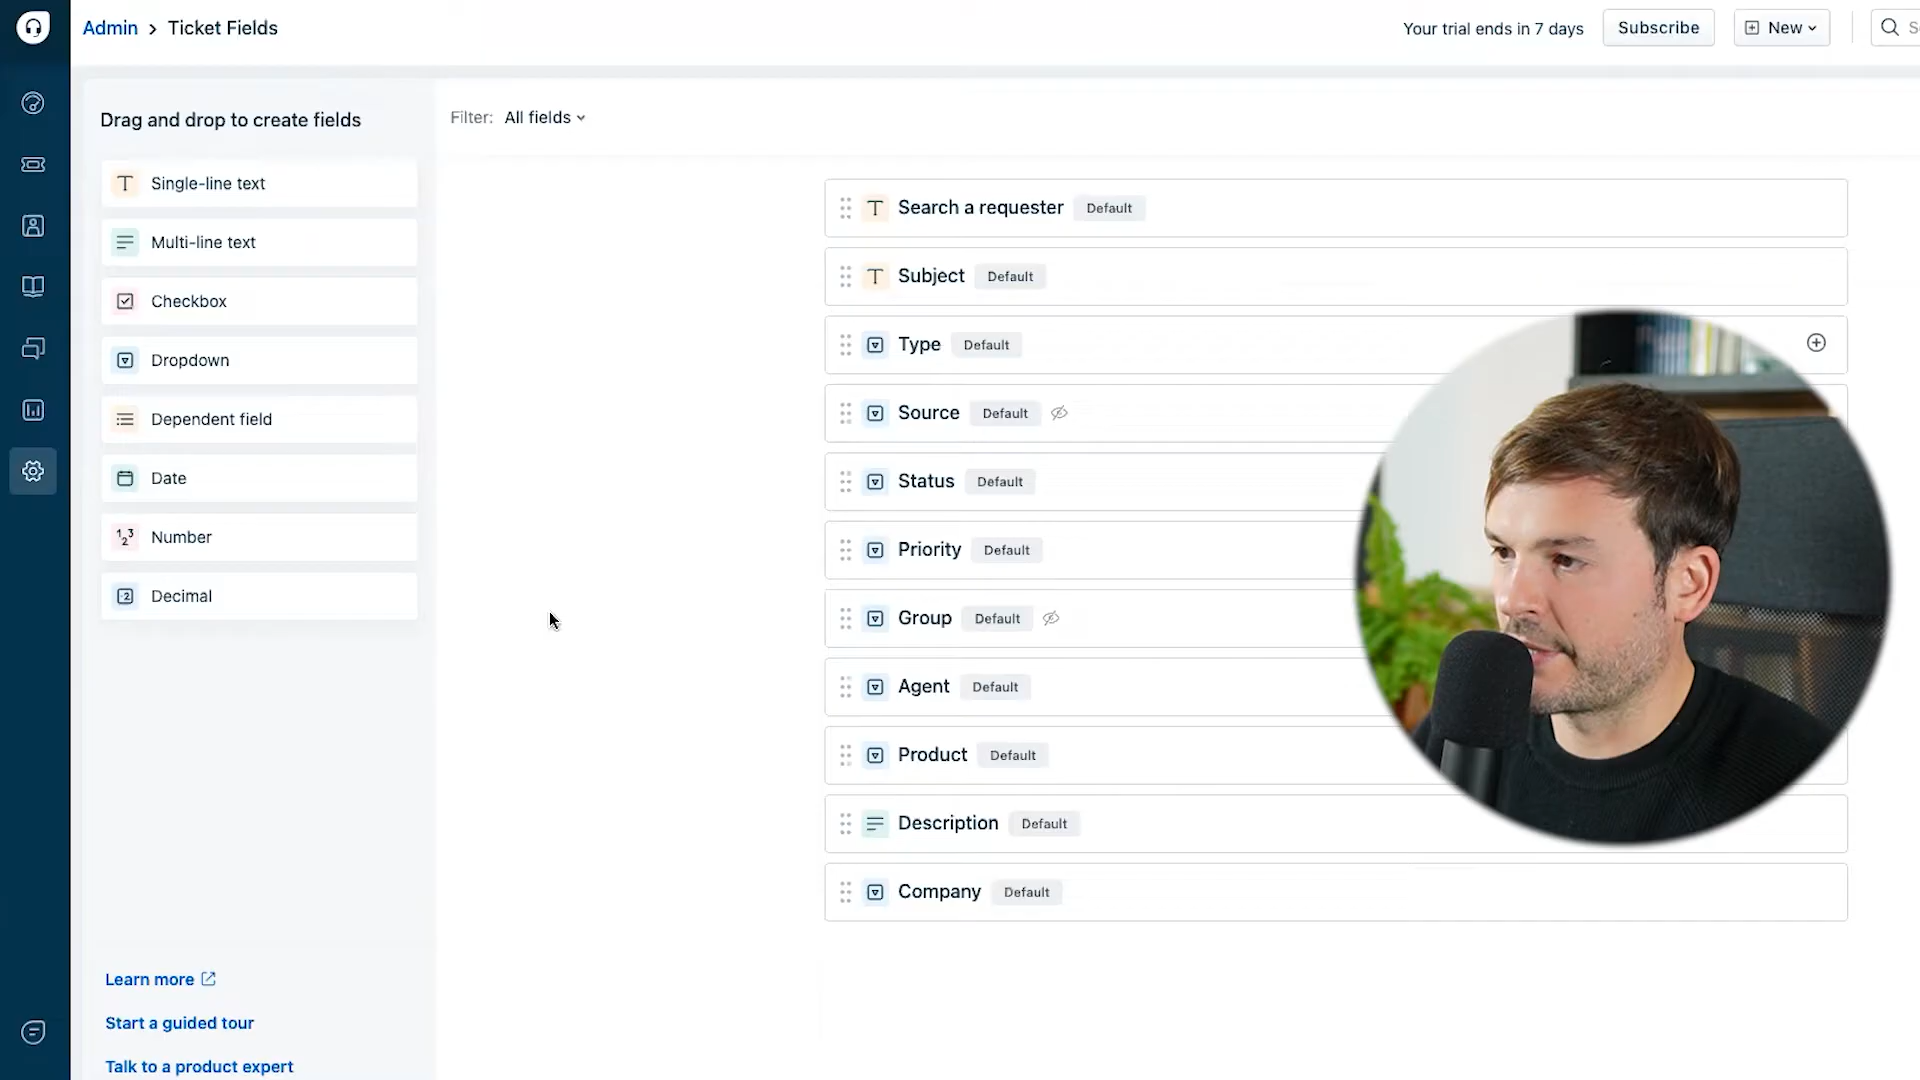 Admin > Ticket Fields
Your trial ends in 7 days
Subscribe
New
Drag and drop to create fields
Filter: All fields
Single-line text
Multi-line text
Checkbox
Dropdown
Dependent field
Date
Number
Decimal
Search a requester Default
Subject Default
Type Default
Source Default
Status Default
Priority Default
Group Default
Agent Default
Product Default
Description Default
Company Default
Learn more
Start a guided tour
Talk to a product expert